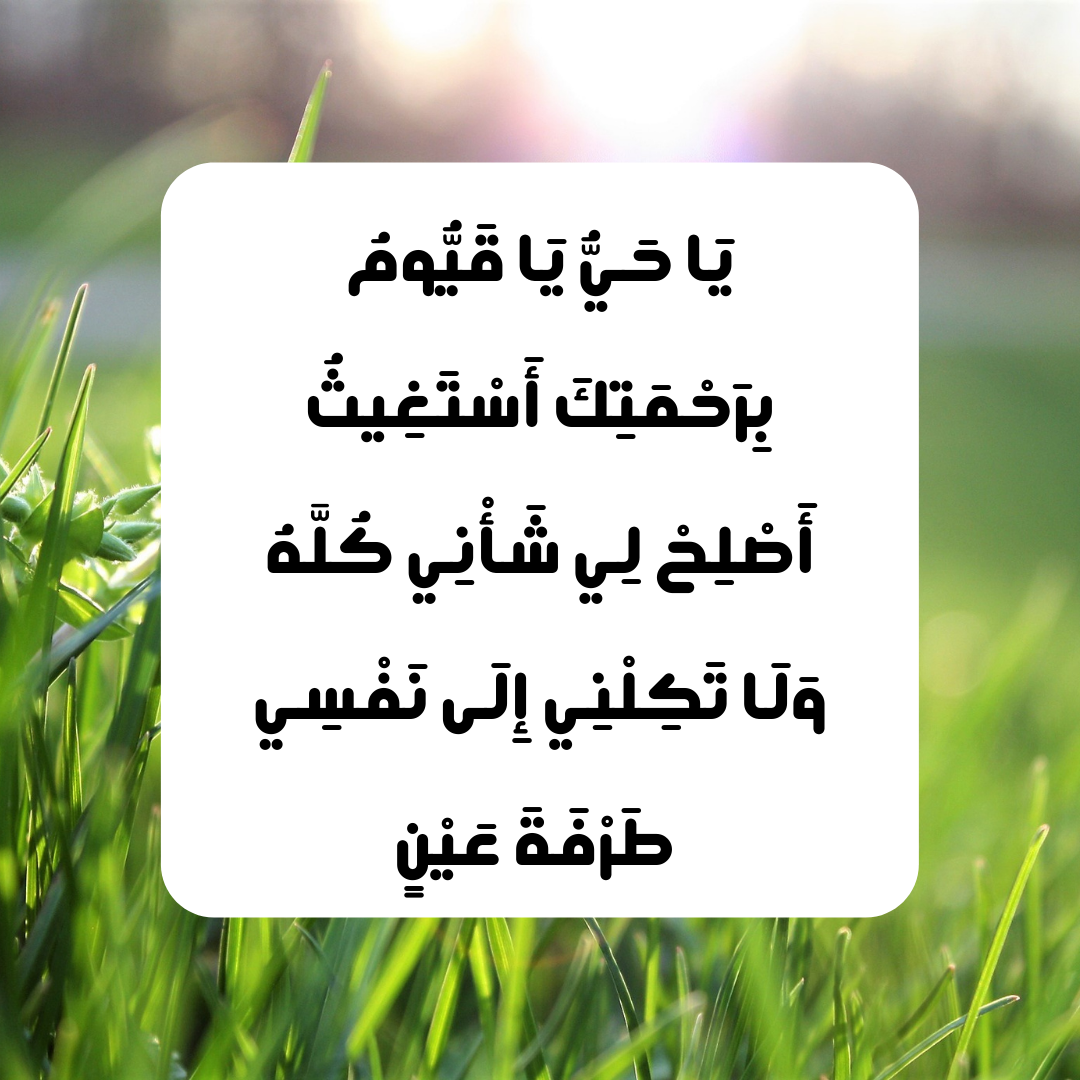 يَا حَيُّ يَا قَيُّومُ
بِرَحْمَتِكَ أَسْتَغِيثُ
أَصْلِحْ لِي شَأْنِي كُلَّهُ
وَلَا تَكِلْنِي إِلَى نَفْسِي
طَرْفَةَ عَيْنٍ